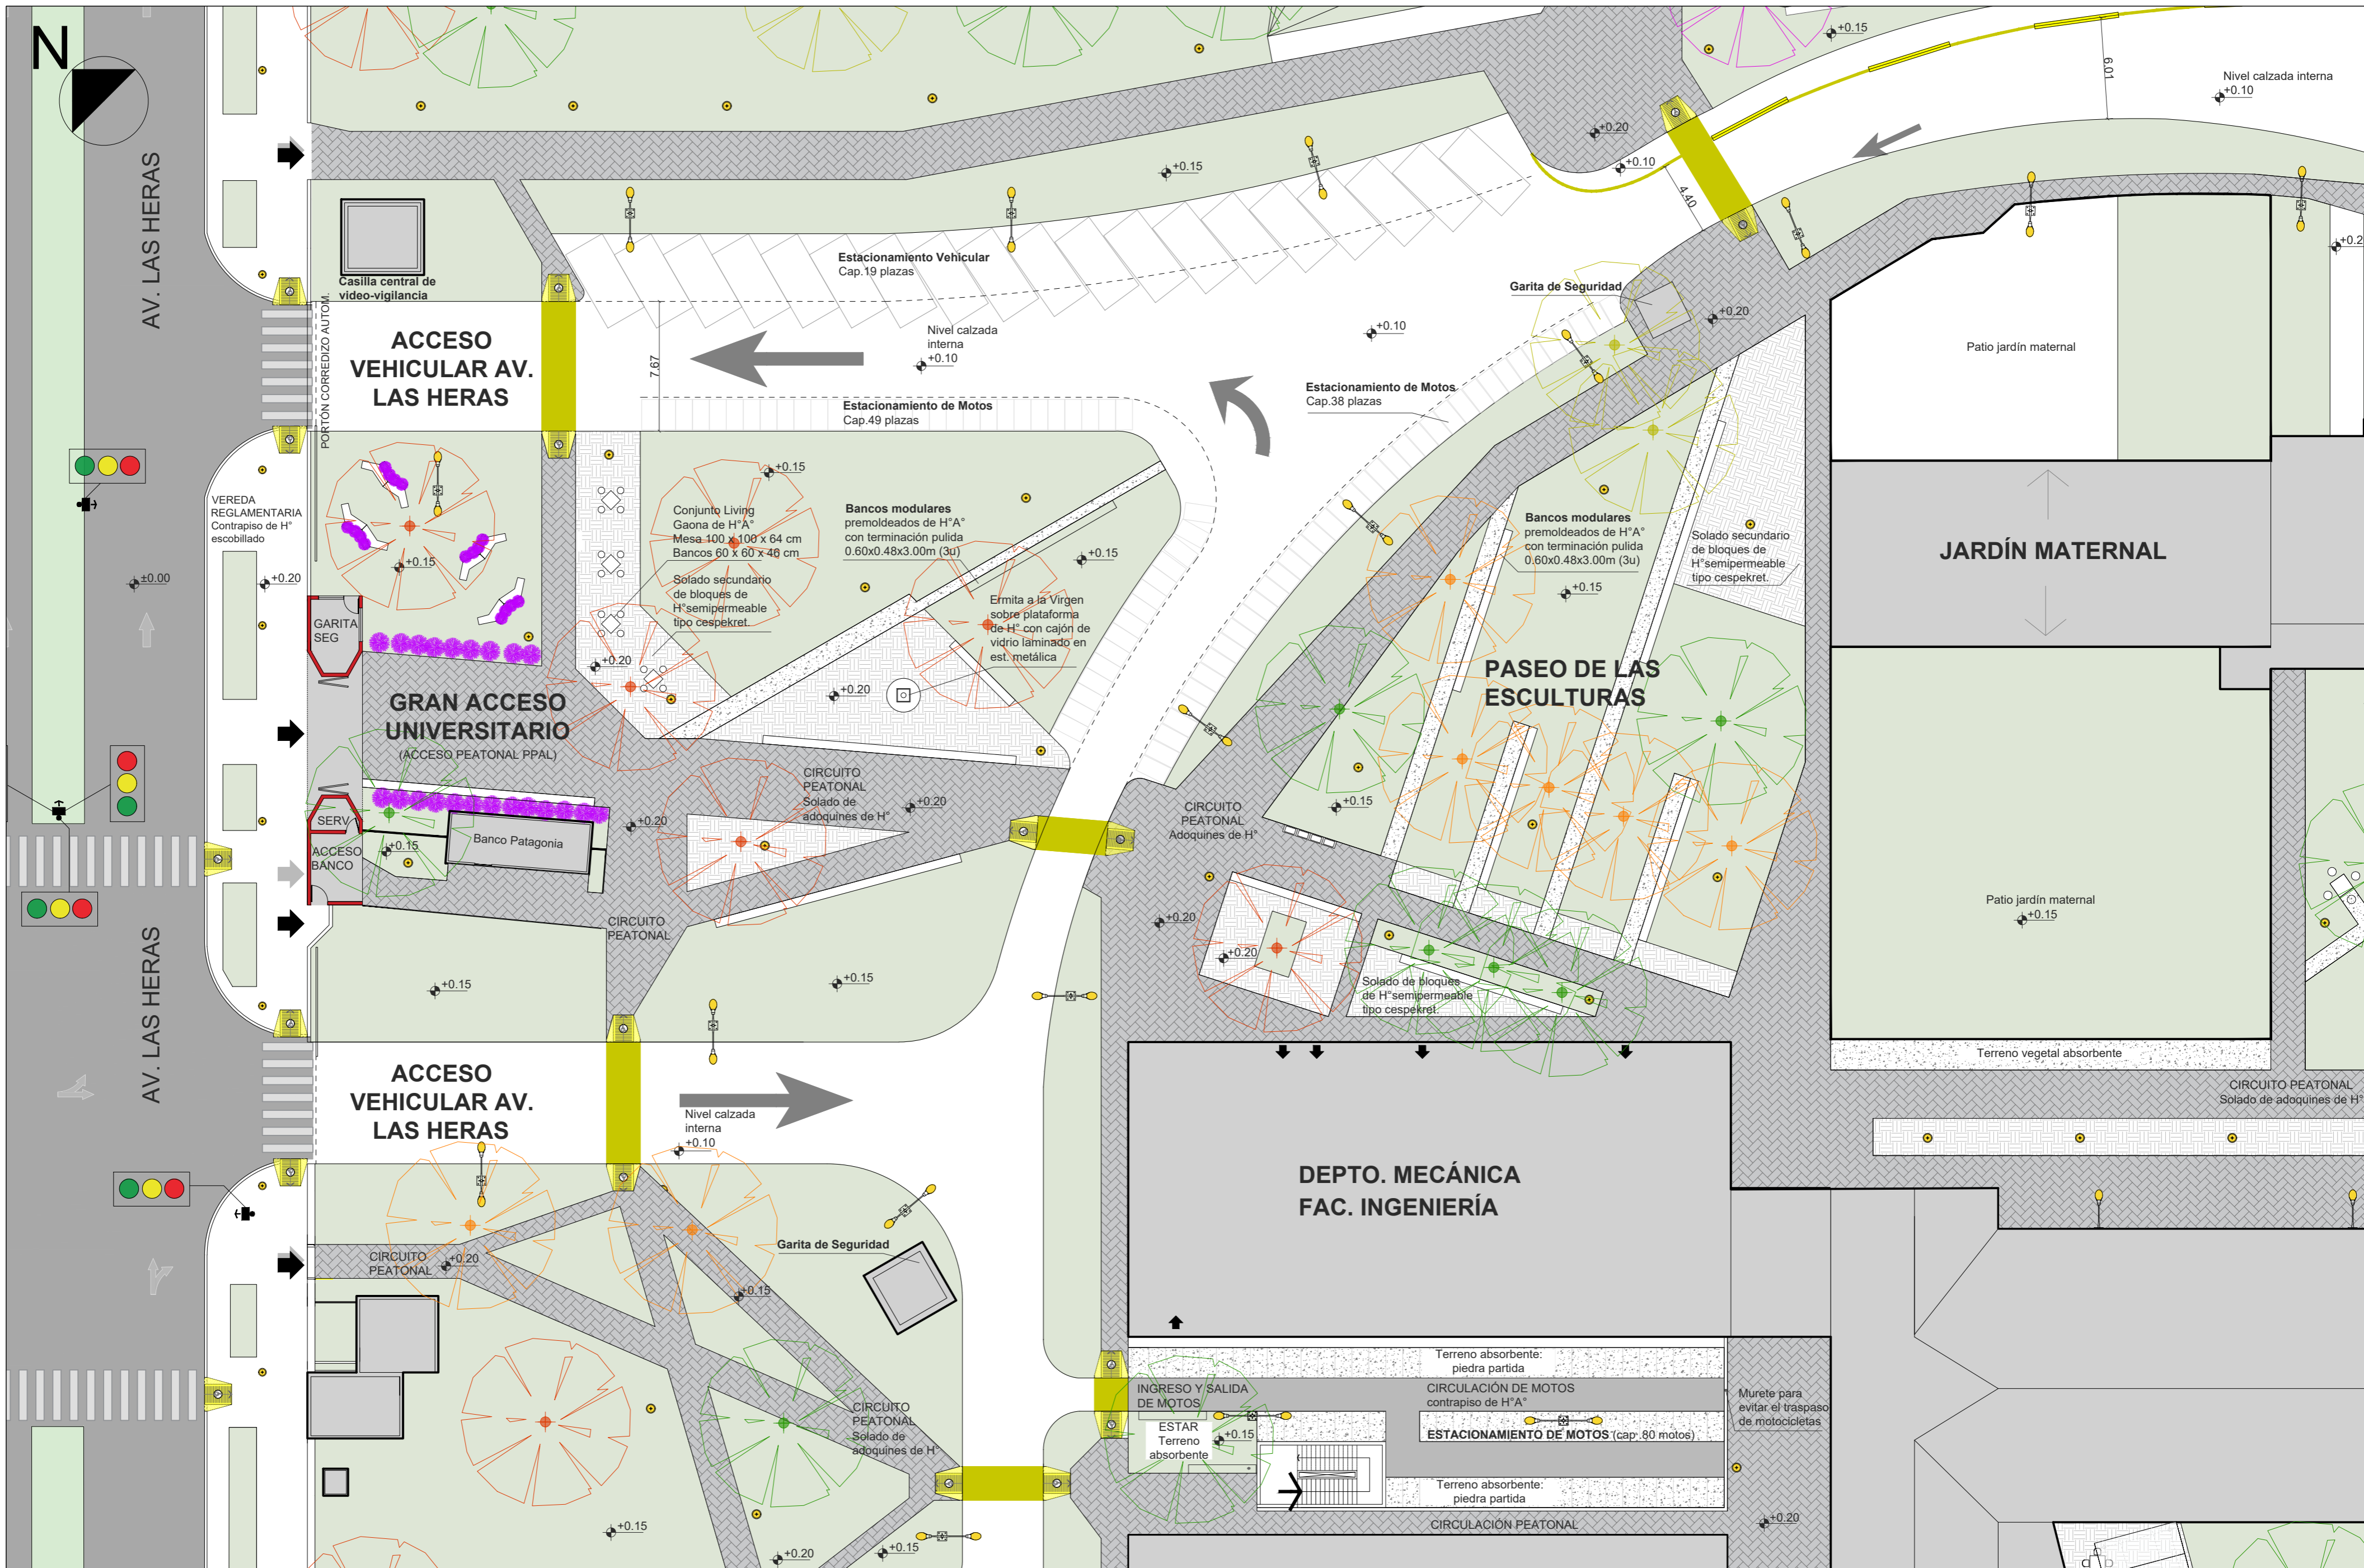 N
AV. LAS HERAS
+0.15
6.01
Nivel calzada interna
+0.10
+0.20
+0.10
+0.15
4.40
+0.2
Casilla central de
video-vigilancia
PORTÓN CORREDIZO AUTOM.
Estacionamiento Vehicular
Cap.19 plazas
Garita de Seguridad
+0.20
ACCESO
VEHICULAR AV.
LAS HERAS
7.67
Nivel calzada
interna
+0.10
+0.10
Patio jardín maternal
Estacionamiento de Motos
Cap.49 plazas
Estacionamiento de Motos
Cap.38 plazas
VEREDA
REGLAMENTARIA
Contrapiso de H°
escobillado
±0.00
+0.20
+0.15
+0.15
Conjunto Living
Gaona de H°A°
Mesa 100 x 100 x 64 cm
Bancos 60 x 60 x 46 cm
Solado secundario
de bloques de
H°semipermeable
tipo cespekret.
Bancos modulares
premoldeados de H°A°
con terminación pulida
0.60x0.48x3.00m (3u)
+0.15
Ermita a la Virgen
sobre plataforma
de H° con cajón de
vidrio laminado en
est. metálica
Bancos modulares
premoldeados de H°A°
con terminación pulida
0.60x0.48x3.00m (3u)
+0.15
Solado secundario
de bloques de
H°semipermeable
tipo cespekret.
JARDÍN MATERNAL
GARITA
SEG
+0.20
+0.20
GRAN ACCESO
UNIVERSITARIO
(ACCESO PEATONAL PPAL)
PASEO DE LAS
ESCULTURAS
SERV
ACCESO
BANCO
+0.15
Banco Patagonia
+0.20
CIRCUITO
PEATONAL
Solado de
adoquines de H°
+0.20
CIRCUITO
PEATONAL
Adoquines de H°
+0.15
CIRCUITO
PEATONAL
+0.20
+0.20
Patio jardín maternal
+0.15
AV. LAS HERAS
+0.15
+0.15
Solado de bloques
de H°semipermeable
tipo cespekret.
Terreno vegetal absorbente
CIRCUITO PEATONAL
Solado de adoquines de H°
ACCESO
VEHICULAR AV.
LAS HERAS
Nivel calzada
interna
+0.10
DEPTO. MECÁNICA
FAC. INGENIERÍA
CIRCUITO
PEATONAL
+0.20
Garita de Seguridad
+0.15
Terreno absorbente:
piedra partida
INGRESO Y SALIDA
DE MOTOS
CIRCULACIÓN DE MOTOS
contrapiso de H°A°
Murete para
evitar el traspaso
de motocicletas
CIRCUITO
PEATONAL
Solado de
adoquines de H°
ESTAR
Terreno
absorbente
+0.15
ESTACIONAMIENTO DE MOTOS (cap .80 motos)
Terreno absorbente:
piedra partida
CIRCULACIÓN PEATONAL
+0.20
+0.15
+0.20
+0.15